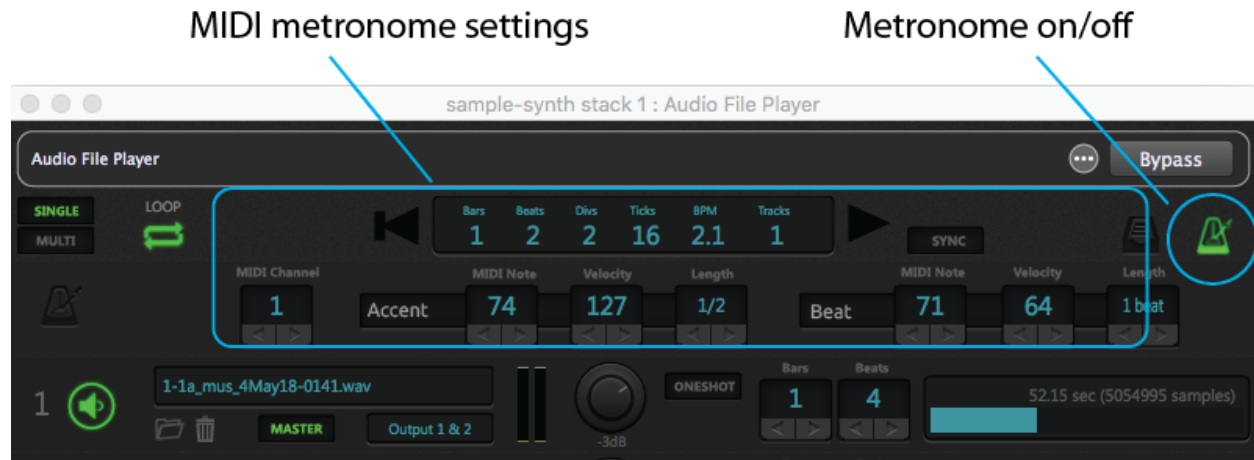 MIDI metronome settings
Metronome on/off
sample-synth stack 1 : Audio File Player
Audio File Player
Bypass
SINGLE
LOOP
MULTI
Bars Beats Divs Ticks BPM Tracks
1 2 2 16 2.1 1
SYNC
MIDI Channel
MIDI Note Velocity Length
MIDI Note Velocity Length
1
Accent 74 127 1/2
Beat 71 64 1 beat
1
1-1a_mus_4May18-0141.wav
MASTER
Output 1 & 2
-3dB
ONESHOT
Bars Beats
1 4
52.15 sec (5054995 samples)